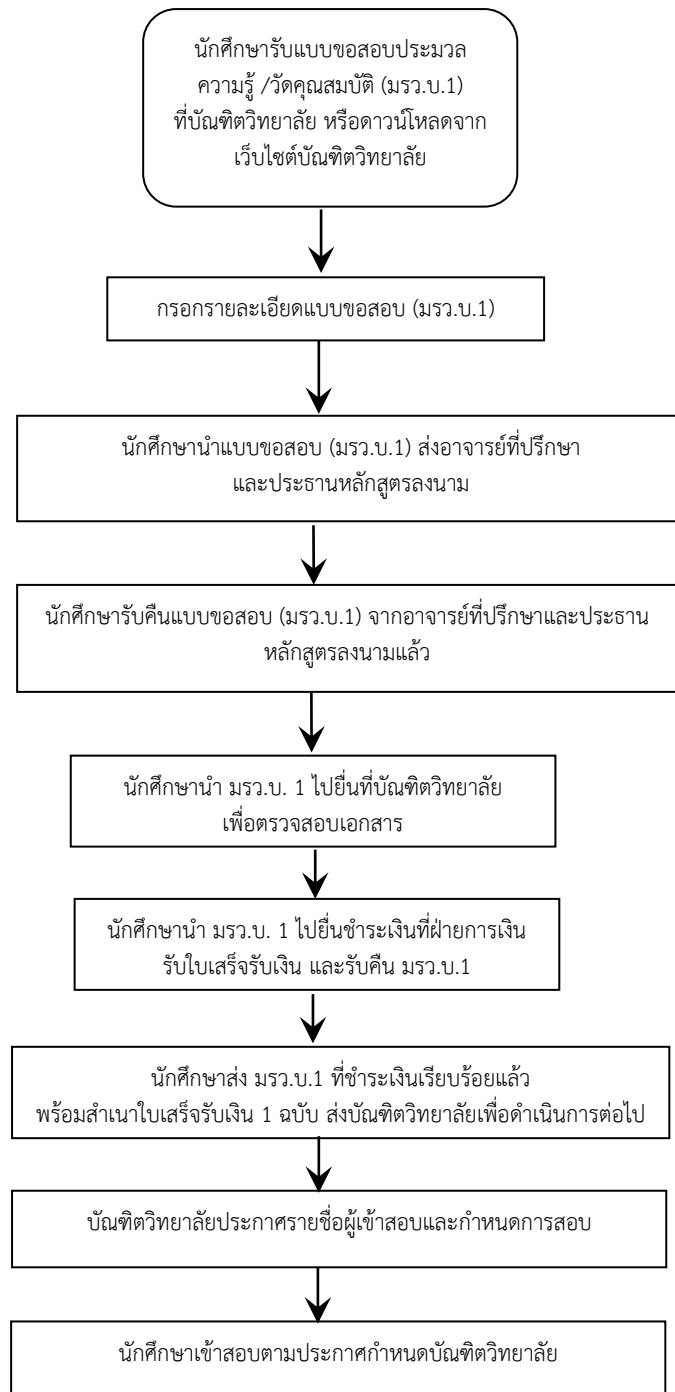 นักศึกษารับแบบขอสอบประมวล
ความรู้ /วัดคุณสมบัติ (มรว.บ.1)
ที่บัณฑิตวิทยาลัย หรือดาวน์โหลดจาก
เว็บไซต์บัณฑิตวิทยาลัย
กรอกรายละเอียดแบบขอสอบ (มรว.บ.1)
นักศึกษานำแบบขอสอบ (มรว.บ.1) ส่งอาจารย์ที่ปรึกษา
และประธานหลักสูตรลงนาม
นักศึกษารับคืนแบบขอสอบ (มรว.บ.1) จากอาจารย์ที่ปรึกษาและประธาน
หลักสูตรลงนามแล้ว
นักศึกษานำ มรว.บ. 1 ไปยื่นที่บัณฑิตวิทยาลัย
เพื่อตรวจสอบเอกสาร
นักศึกษานำ มรว.บ. 1 ไปยื่นชำระเงินที่ฝ่ายการเงิน
รับใบเสร็จรับเงิน และรับคืน มรว.บ.1
นักศึกษาส่ง มรว.บ.1 ที่ชำระเงินเรียบร้อยแล้ว
พร้อมสำเนาใบเสร็จรับเงิน 1 ฉบับ ส่งบัณฑิตวิทยาลัยเพื่อดำเนินการต่อไป
บัณฑิตวิทยาลัยประกาศรายชื่อผู้เข้าสอบและกำหนดการสอบ
นักศึกษาเข้าสอบตามประกาศกำหนดบัณฑิตวิทยาลัย